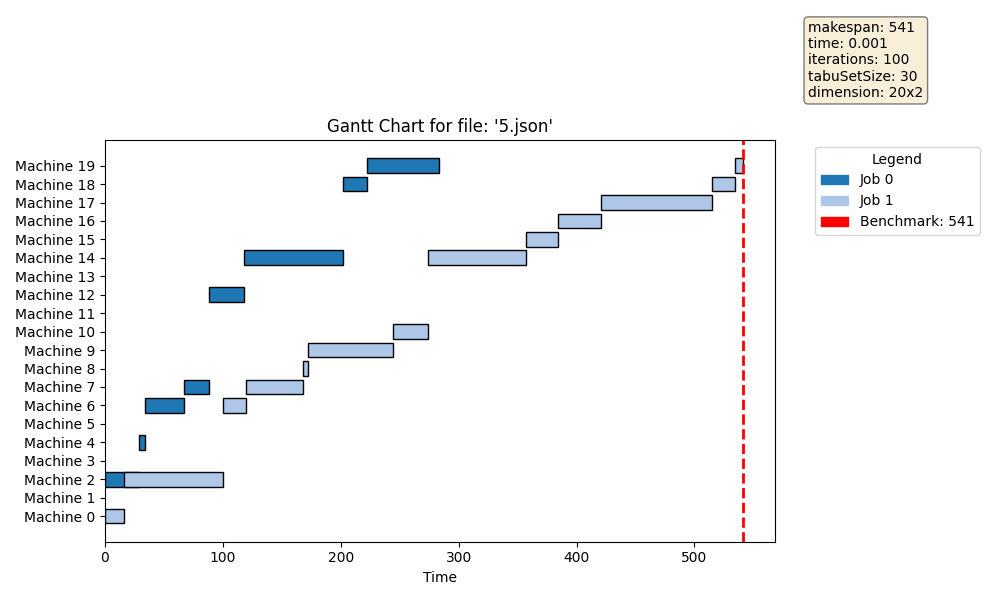 makespan: 541
time: 0.001
iterations: 100
tabuSetSize: 30
dimension: 20x2
Gantt Chart for file: '5.json'
Machine 19
Machine 18
Machine 17
Machine 16
Machine 15
Machine 14
Machine 13
Machine 12
Machine 11
Machine 10
Machine 9
Machine 8
Machine 7
Machine 6
Machine 5
Machine 4
Machine 3
Machine 2
Machine 1
Machine 0
0 100 200 300 400 500
Time
Legend
Job 0
Job 1
Benchmark: 541